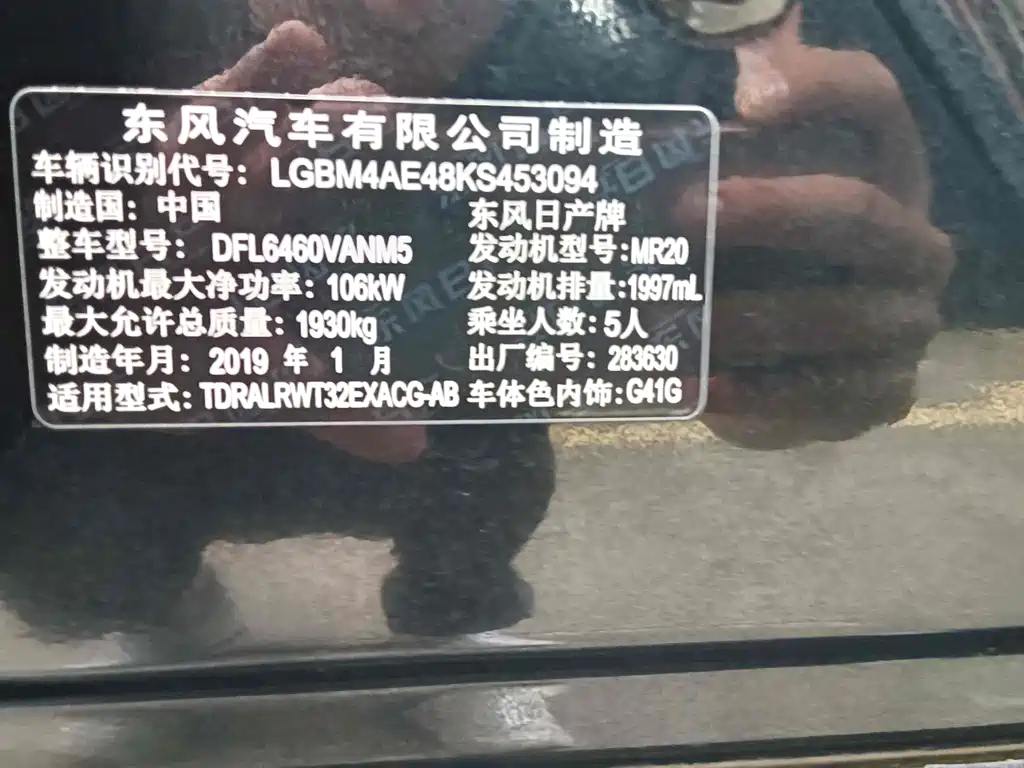 东风汽车有限公司制造
车辆识别代号: LGBM4AE48KS453094
制造国: 中国 东风日产牌
整车型号: DFL6460VANM5 发动机型号:MR20
发动机最大净功率: 106kW 发动机排量:1997mL
最大允许总质量: 1930kg 乘坐人数: 5人
制造年月: 2019 年 1 月 出厂编号: 283630
适用型式: TDRALRWT32EXACG-AB 车体色内饰: G41G